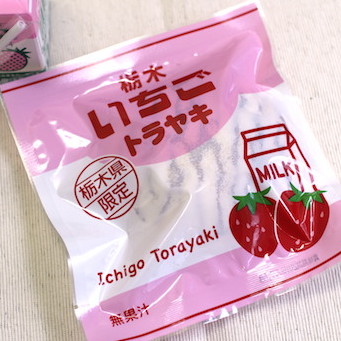 栃木
いちご
トラヤキ
栃木県
限定
MILK
Ichigo Torayaki
無果汁